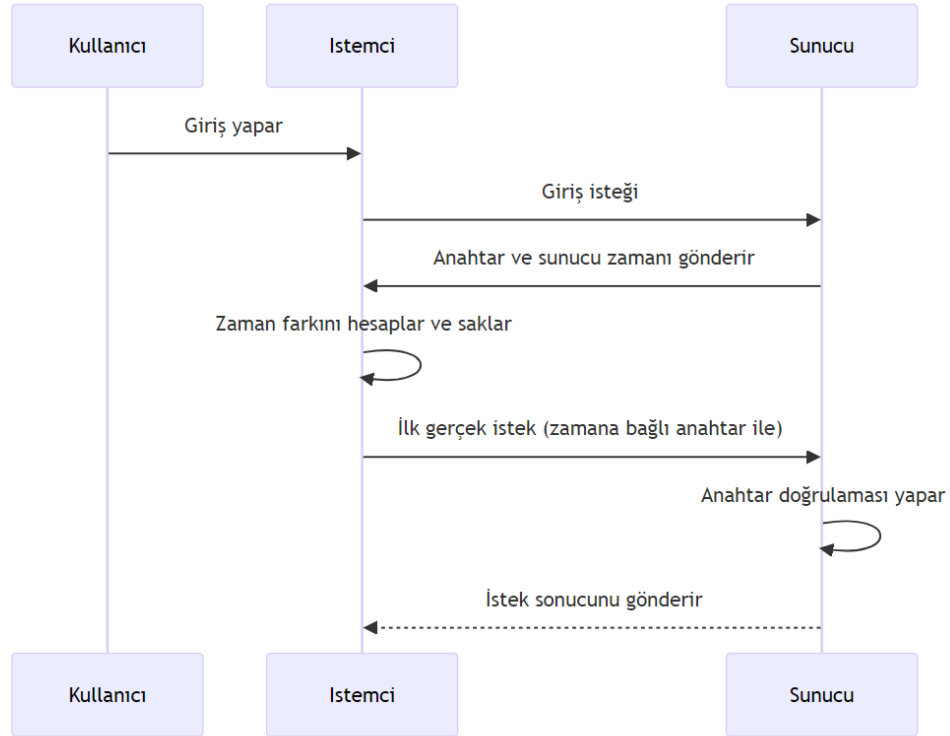 Kullanıcı
Istemci
Sunucu
Giriş yapar
Giriş isteği
Anahtar ve sunucu zamanı gönderir
Zaman farkını hesaplar ve saklar
İlk gerçek istek (zamana bağlı anahtar ile)
Anahtar doğrulaması yapar
İstek sonucunu gönderir
Kullanıcı
Istemci
Sunucu